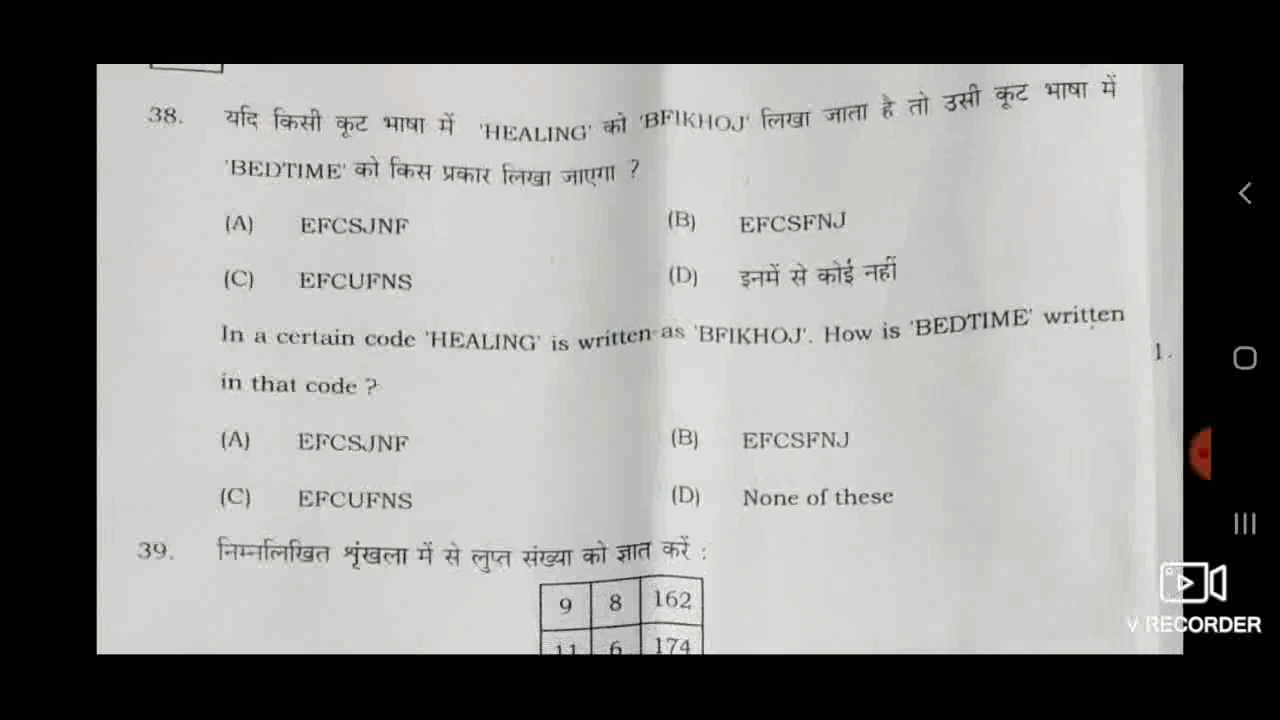 38. यदि किसी कूट भाषा में 'HEALING' को 'BFIKHOJ' लिखा जाता है तो उसी कूट भाषा में
'BEDTIME' को किस प्रकार लिखा जाएगा ?
(A) EFCSJNF (B) EFCSFNJ
(C) EFCUFNS (D) इनमें से कोई नहीं
In a certain code 'HEALING' is written as 'BFIKHOJ'. How is 'BEDTIME' written
1.
in that code ?
(A) EFCSJNF (B) EFCSFNJ
(C) EFCUFNS (D) None of these
39. निम्नलिखित श्रृंखला में से लुप्त संख्या को ज्ञात करें :
9 8 162
11 6 174
V RECORDER